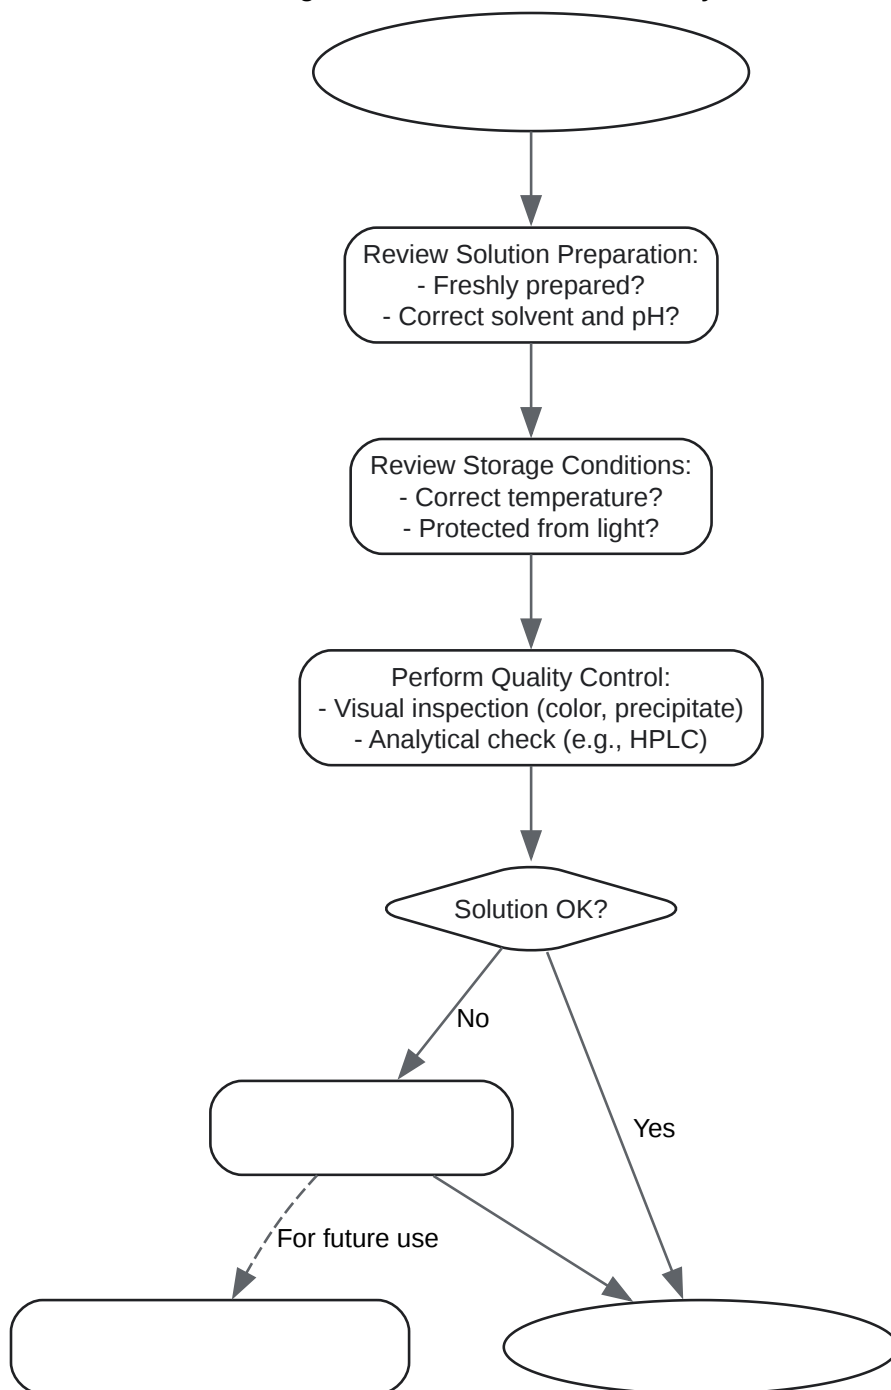 Review Solution Preparation:
- Freshly prepared?
- Correct solvent and pH?
Review Storage Conditions:
- Correct temperature?
- Protected from light?
Perform Quality Control:
- Visual inspection (color, precipitate)
- Analytical check (e.g., HPLC)
Solution OK?
No
Yes
For future use